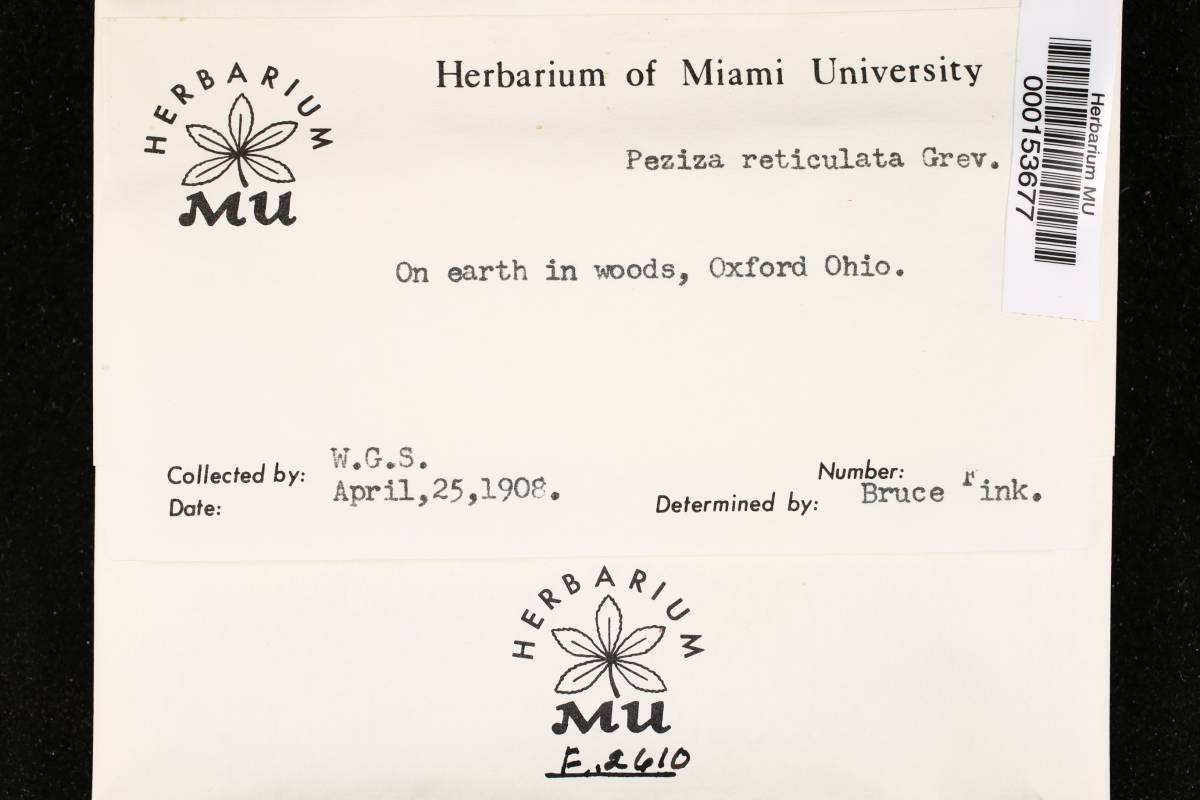 HERBARIUM
MU
Herbarium of Miami University
Herbarium MU
000153677
Peziza reticulata Grev.
On earth in woods, Oxford Ohio.
Collected by: W.G.S.
Date: April,25,1908.
Number:
Determined by: Bruce Fink.
HERBARIUM
MU
F.2610